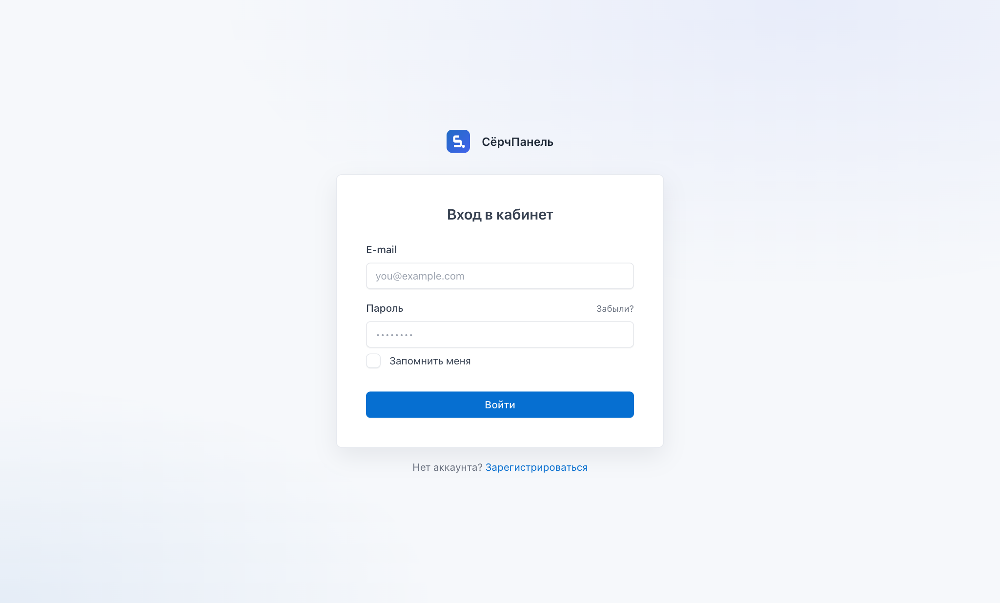 S.
СёрчПанель
Вход в кабинет
E-mail
you@example.com
Пароль Забыли?
••••••••
Запомнить меня
Войти
Нет аккаунта? Зарегистрироваться